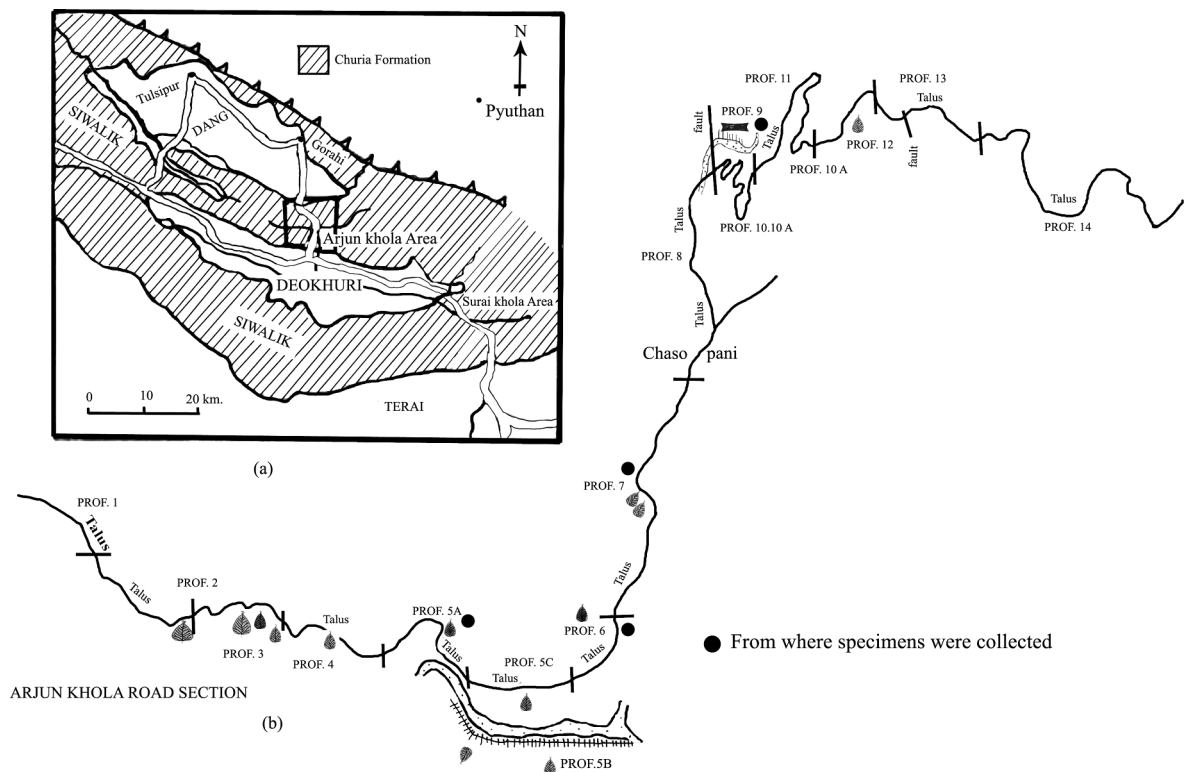 N
Churia Formation
Pyuthan
Tulsipur
SIWALIK
DANG
Gorahi
Arjun khola Area
DEOKHURI
Surai khola Area
SIWALIK
0 10 20 km.
TERAI
(a)
PROF. 11
PROF. 13
Talus
PROF. 9
fault
Talus
PROF. 12
fault
PROF. 10 A
Talus
PROF. 10.10 A
Talus
PROF. 14
PROF. 8
Talus
Chaso pani
PROF. 7
PROF. 1
Talus
Talus
Talus
PROF. 2
Talus
PROF. 5A
PROF. 6
PROF. 3
PROF. 4
Talus
PROF. 5C
Talus
Talus
From where specimens were collected
ARJUN KHOLA ROAD SECTION
(b)
PROF.5B